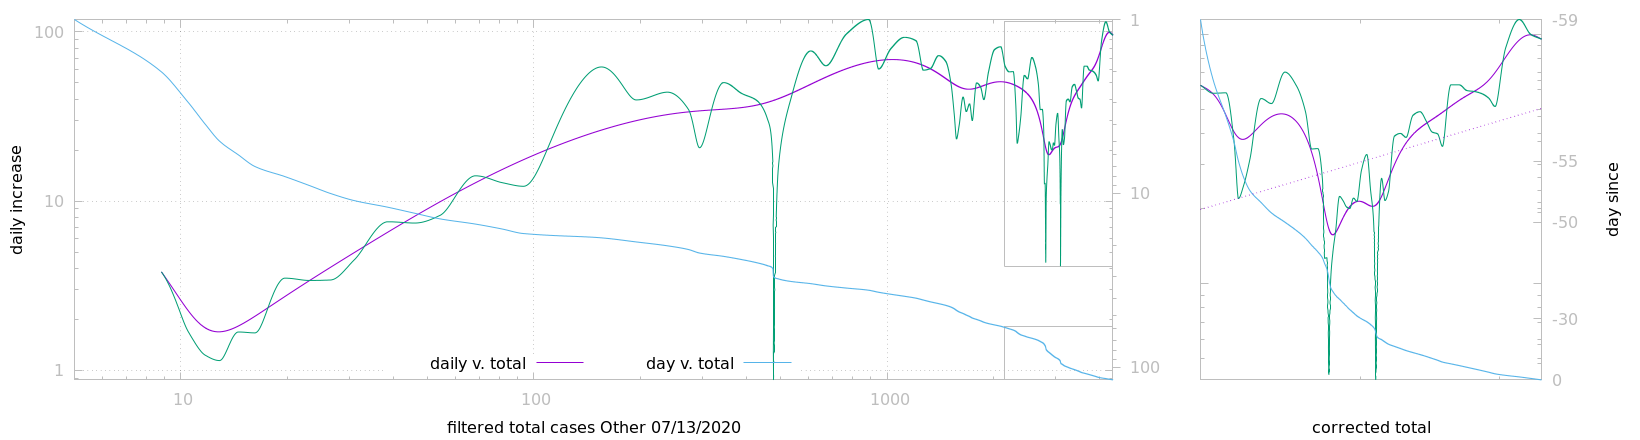 100
10
1
daily increase
10
100
1000
filtered total cases Other 07/13/2020
daily v. total
day v. total
1
10
100
-59
-55
-50
-30
0
day since
corrected total